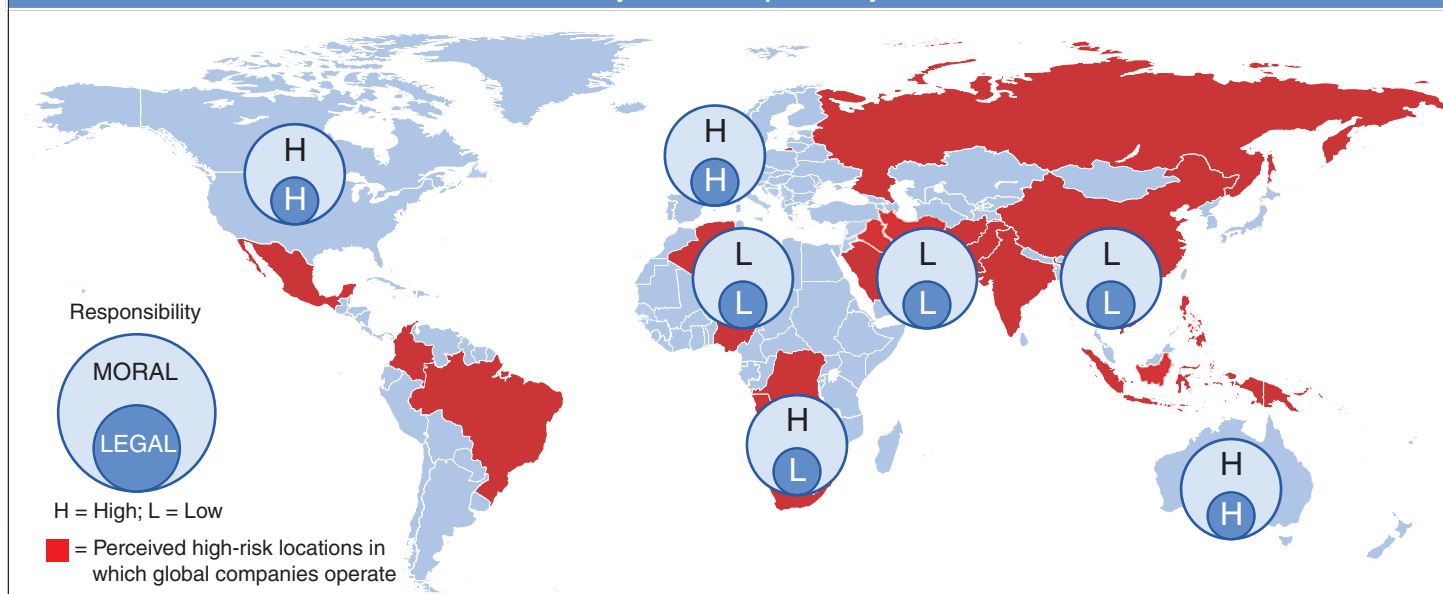 H
H
H
H
L
L
L
L
L
L
Responsibility
MORAL
LEGAL
H
L
H
H
H = High; L = Low
= Perceived high-risk locations in
which global companies operate